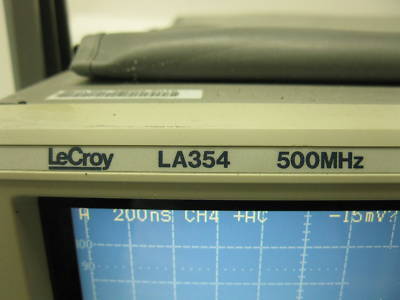 LeCroy LA354 500MHz
A 200ns CH4 +AC -15mV?
100
90